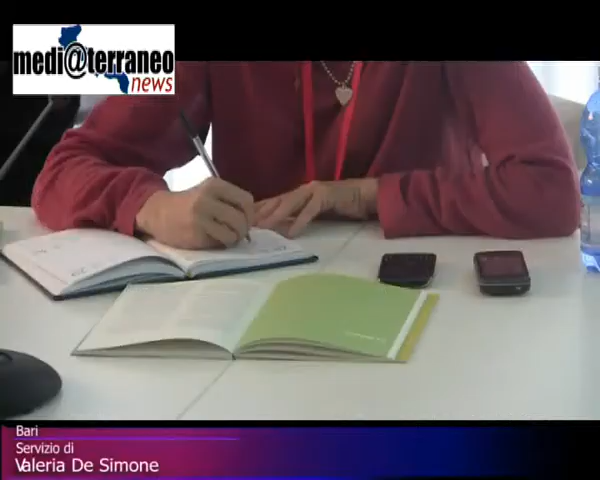 medi@terraneo
news
Bari
Servizio di
Valeria De Simone